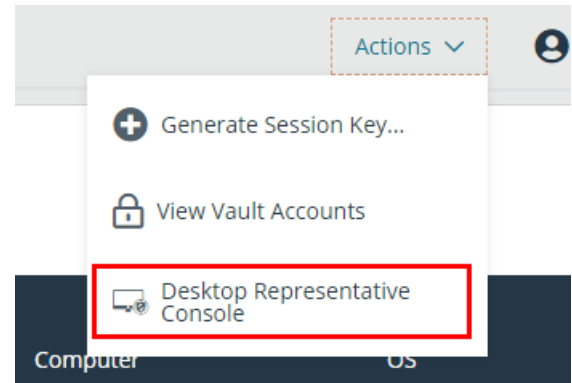 Actions
Generate Session Key...
View Vault Accounts
Desktop Representative
Console
Computer OS